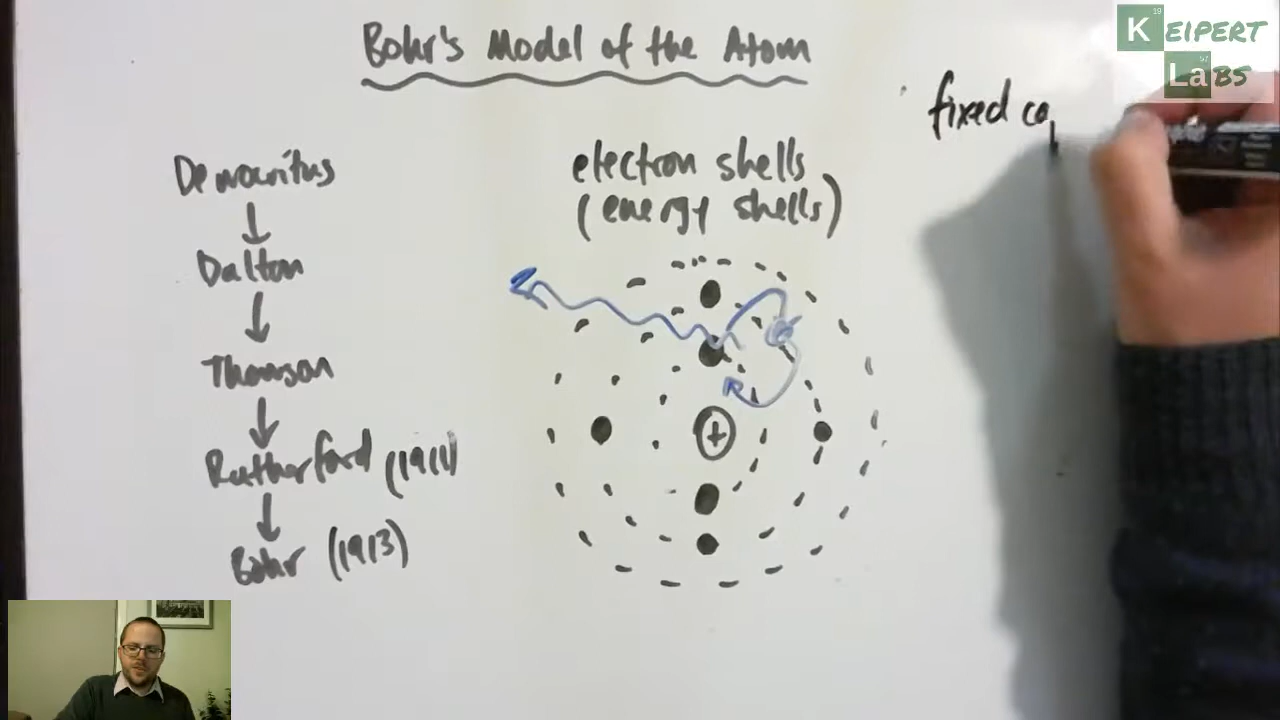 Bohr's Model of the Atom
KEIPERT
LABS
fixed ca
Democritus
↓
Dalton
↓
Thomson
↓
Rutherford (1911)
↓
Bohr (1913)
electron shells
(energy shells)
+